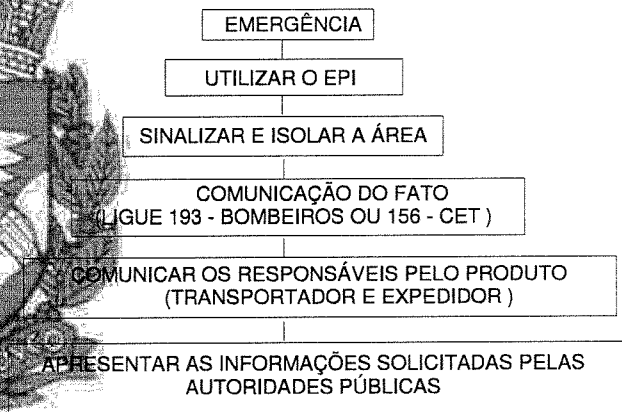 EMERGÊNCIA
UTILIZAR O EPI
SINALIZAR E ISOLAR A ÁREA
COMUNICAÇÃO DO FATO
(LIGUE 193 - BOMBEIROS OU 156 - CET )
COMUNICAR OS RESPONSÁVEIS PELO PRODUTO
(TRANSPORTADOR E EXPEDIDOR )
APRESENTAR AS INFORMAÇÕES SOLICITADAS PELAS
AUTORIDADES PÚBLICAS